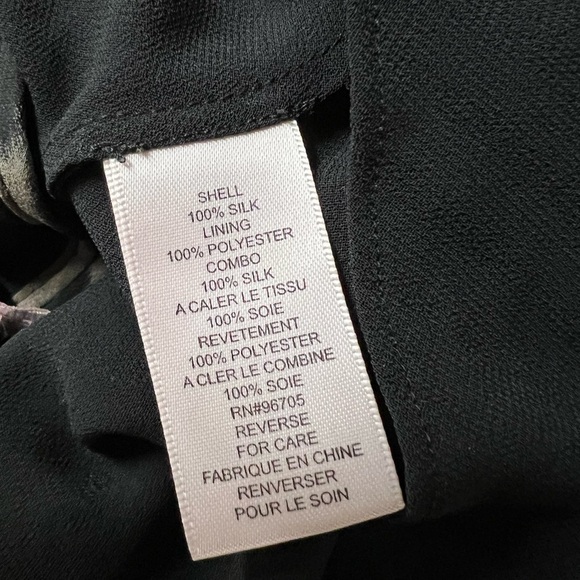 SHELL
100% SILK
LINING
100% POLYESTER
COMBO
100% SILK
A CALER LE TISSU
100% SOIE
REVETEMENT
100% POLYESTER
A CLER LE COMBINE
100% SOIE
RN#96705
REVERSE
FOR CARE
FABRIQUE EN CHINE
RENVERSER
POUR LE SOIN